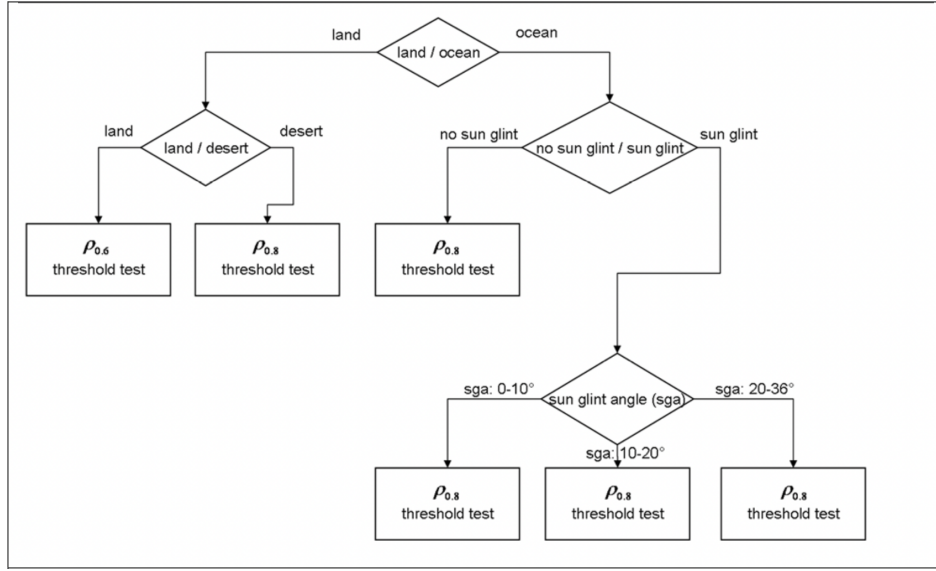 land
ocean
land / ocean
land
desert
land / desert
no sun glint
sun glint
no sun glint / sun glint
ρ0.6
threshold test
ρ0.8
threshold test
ρ0.8
threshold test
sga: 0-10°
sun glint angle (sga)
sga: 20-36°
sga: 10-20°
ρ0.8
threshold test
ρ0.8
threshold test
ρ0.8
threshold test